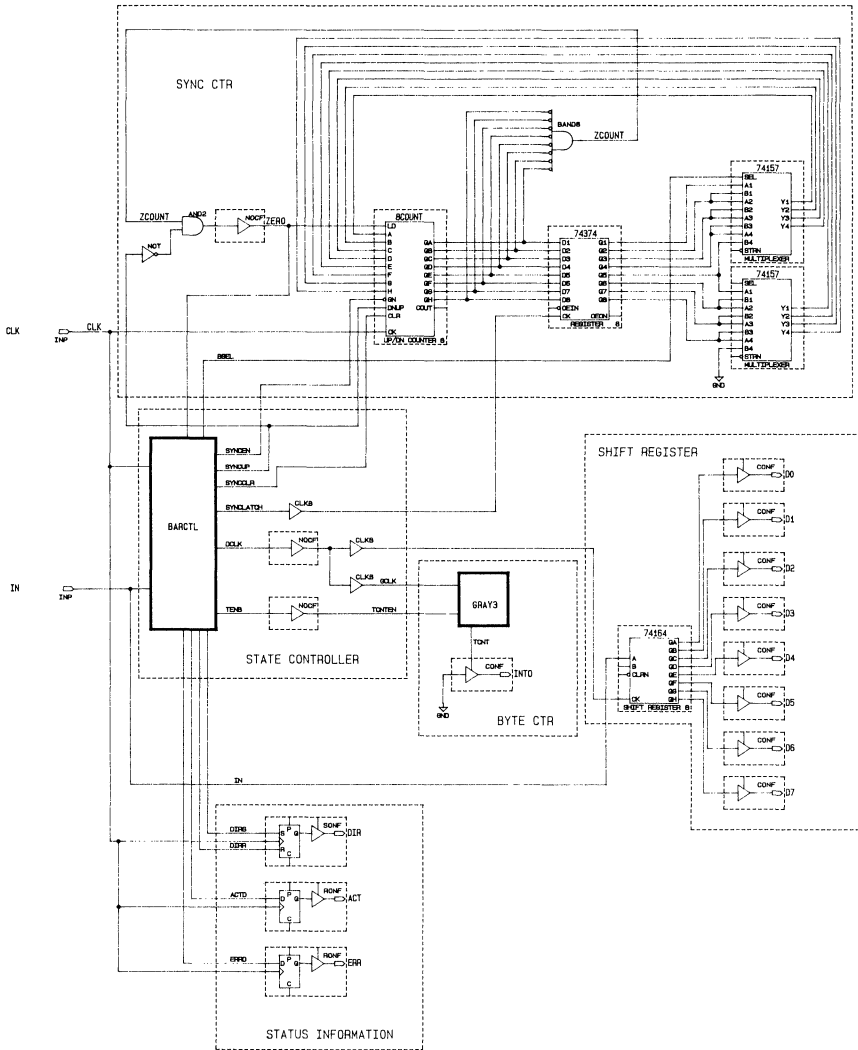 SYNC CTR
BAND8
ZCOUNT
ZCOUNT
AND2
NOCF
ZERO
NOT
8COUNT
LD
A
B
C
D
E
F
G
H
GN
DNUP
CLR
CK
QA
QB
QC
QD
QE
QF
QG
QH
COUT
UP/DN COUNTER 8
74374
D1
D2
D3
D4
D5
D6
D7
D8
OEIN
CK
Q1
Q2
Q3
Q4
Q5
Q6
Q7
Q8
OEON
REGISTER 8
74157
SEL
A1
B1
A2
B2
A3
B3
A4
B4
STRN
Y1
Y2
Y3
Y4
MULTIPLEXER
74157
SEL
A1
B1
A2
B2
A3
B3
A4
B4
STRN
Y1
Y2
Y3
Y4
MULTIPLEXER
GND
CLK
INP
CLK
BSEL
BARCTL
SYNCEN
SYNCUP
SYNCCLR
SYNCLATCH
CLKB
DCLK
NOCF
CLKB
CLKB
GCLK
TENB
NOCF
TCNTEN
STATE CONTROLLER
IN
INP
GRAY3
TCNT
CONF
INTO
GND
BYTE CTR
SHIFT REGISTER
74164
A
B
CLRN
CK
QA
QB
QC
QD
QE
QF
QG
QH
SHIFT REGISTER 8
CONF
D0
CONF
D1
CONF
D2
CONF
D3
CONF
D4
CONF
D5
CONF
D6
CONF
D7
IN
DIRS
DIRR
S
P
Q
R
C
SONF
DIR
ACTD
D
P
Q
C
RONF
ACT
ERRD
D
P
Q
C
RONF
ERR
STATUS INFORMATION